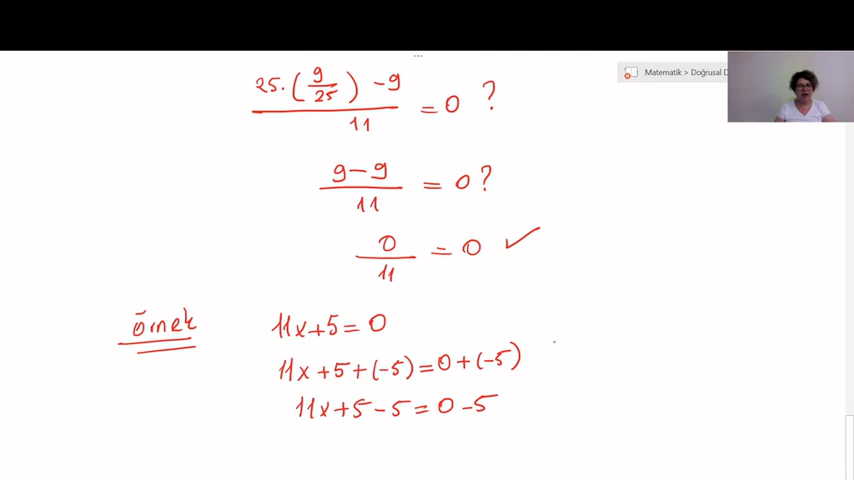 Matematik > Doğrusal D
25. (9/25) - 9 / 11 = 0 ?
9 - 9 / 11 = 0 ?
0 / 11 = 0 ✓
örnek 11x + 5 = 0
11x + 5 + (-5) = 0 + (-5)
11x + 5 - 5 = 0 - 5